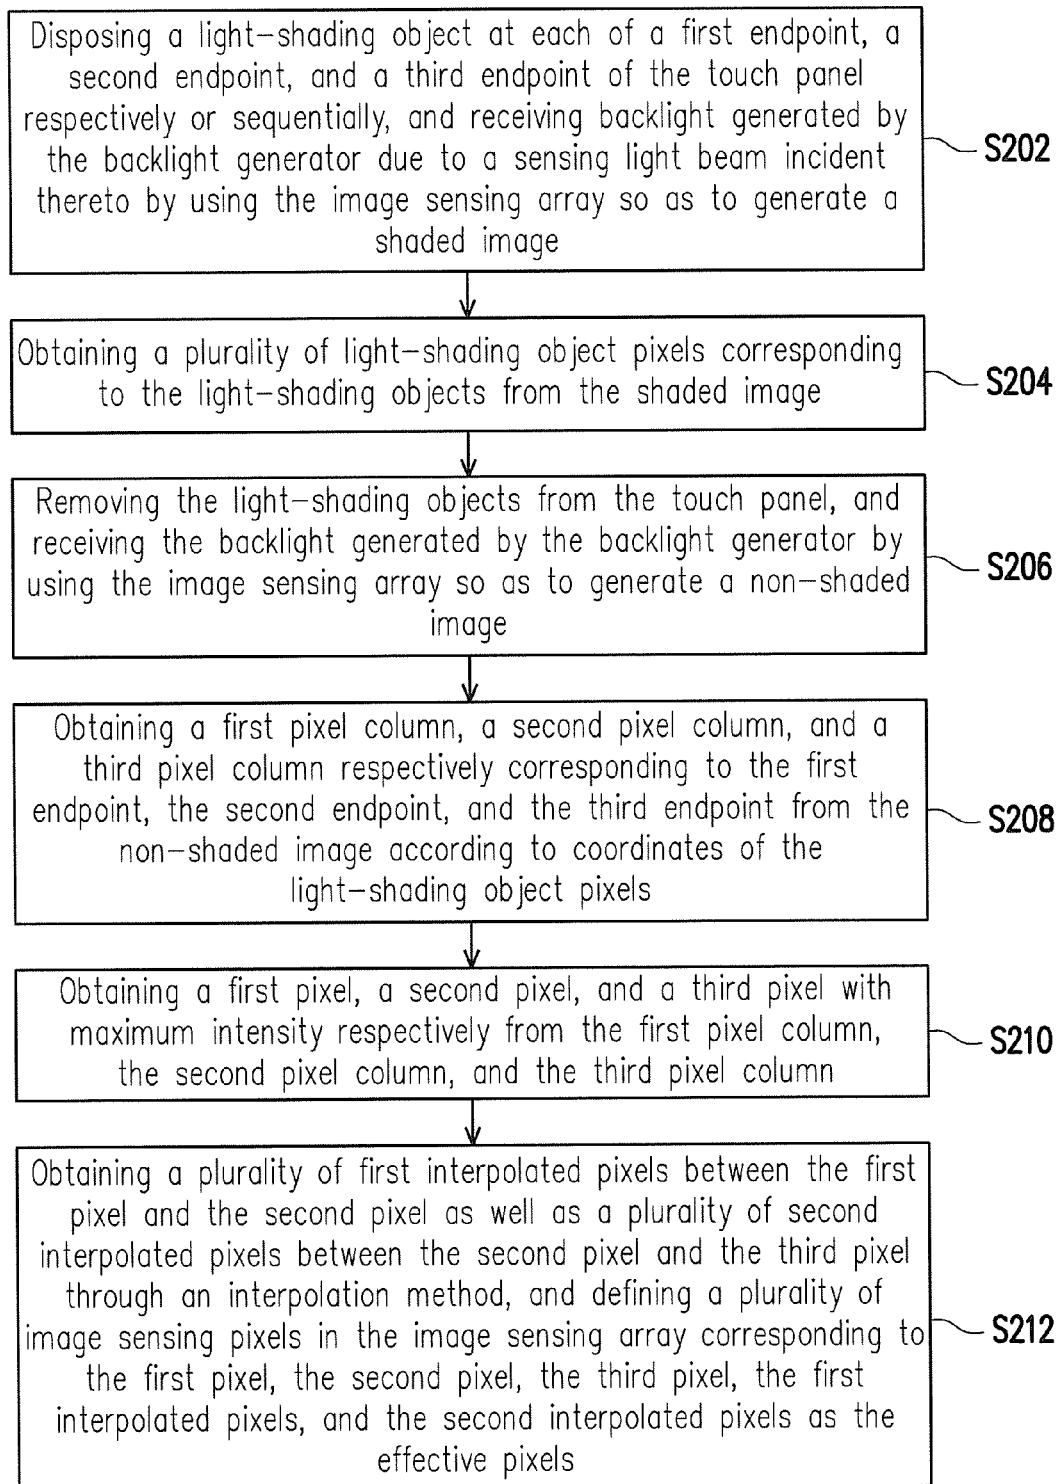 Disposing a light-shading object at each of a first endpoint, a
second endpoint, and a third endpoint of the touch panel
respectively or sequentially, and receiving backlight generated by
the backlight generator due to a sensing light beam incident
thereto by using the image sensing array so as to generate a
shaded image
S202
Obtaining a plurality of light-shading object pixels corresponding
to the light-shading objects from the shaded image
S204
Removing the light-shading objects from the touch panel, and
receiving the backlight generated by the backlight generator by
using the image sensing array so as to generate a non-shaded
image
S206
Obtaining a first pixel column, a second pixel column, and a
third pixel column respectively corresponding to the first
endpoint, the second endpoint, and the third endpoint from the
non-shaded image according to coordinates of the
light-shading object pixels
S208
Obtaining a first pixel, a second pixel, and a third pixel with
maximum intensity respectively from the first pixel column,
the second pixel column, and the third pixel column
S210
Obtaining a plurality of first interpolated pixels between the first
pixel and the second pixel as well as a plurality of second
interpolated pixels between the second pixel and the third pixel
through an interpolation method, and defining a plurality of
image sensing pixels in the image sensing array corresponding to
the first pixel, the second pixel, the third pixel, the first
interpolated pixels, and the second interpolated pixels as the
effective pixels
S212